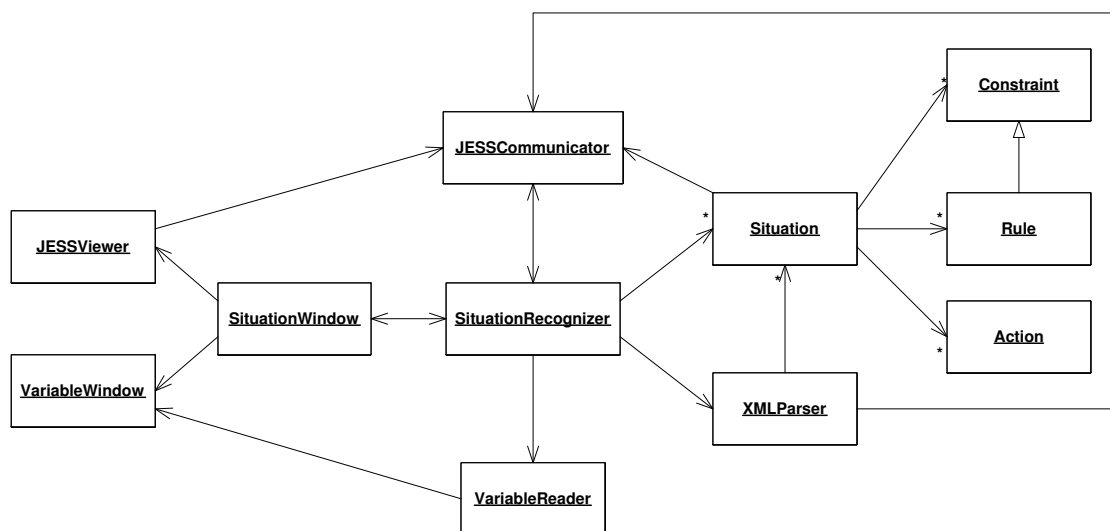 *
Constraint
JESSCommunicator
*
*
Situation
Rule
JESSViewer
*
SituationWindow
SituationRecognizer
Action
*
VariableWindow
XMLParser
VariableReader